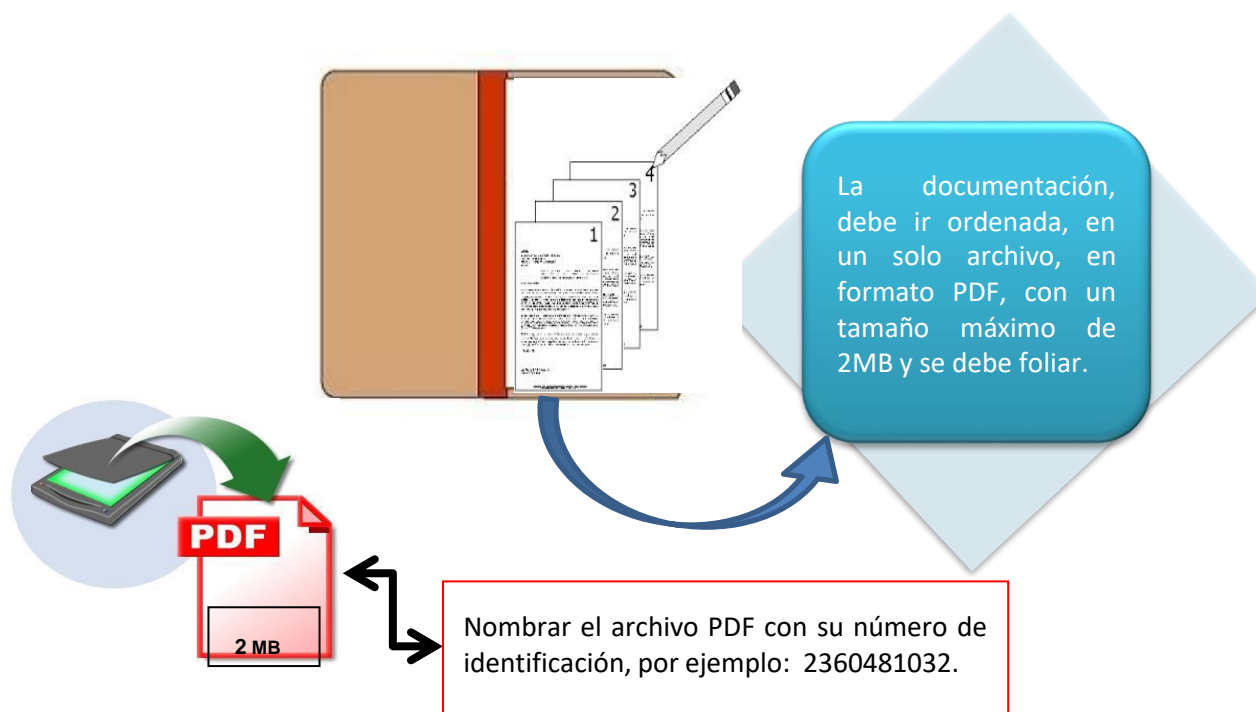 1
2
3
4
La documentación,
debe ir ordenada, en
un solo archivo, en
formato PDF, con un
tamaño máximo de
2MB y se debe foliar.
PDF
2 MB
Nombrar el archivo PDF con su número de
identificación, por ejemplo: 2360481032.